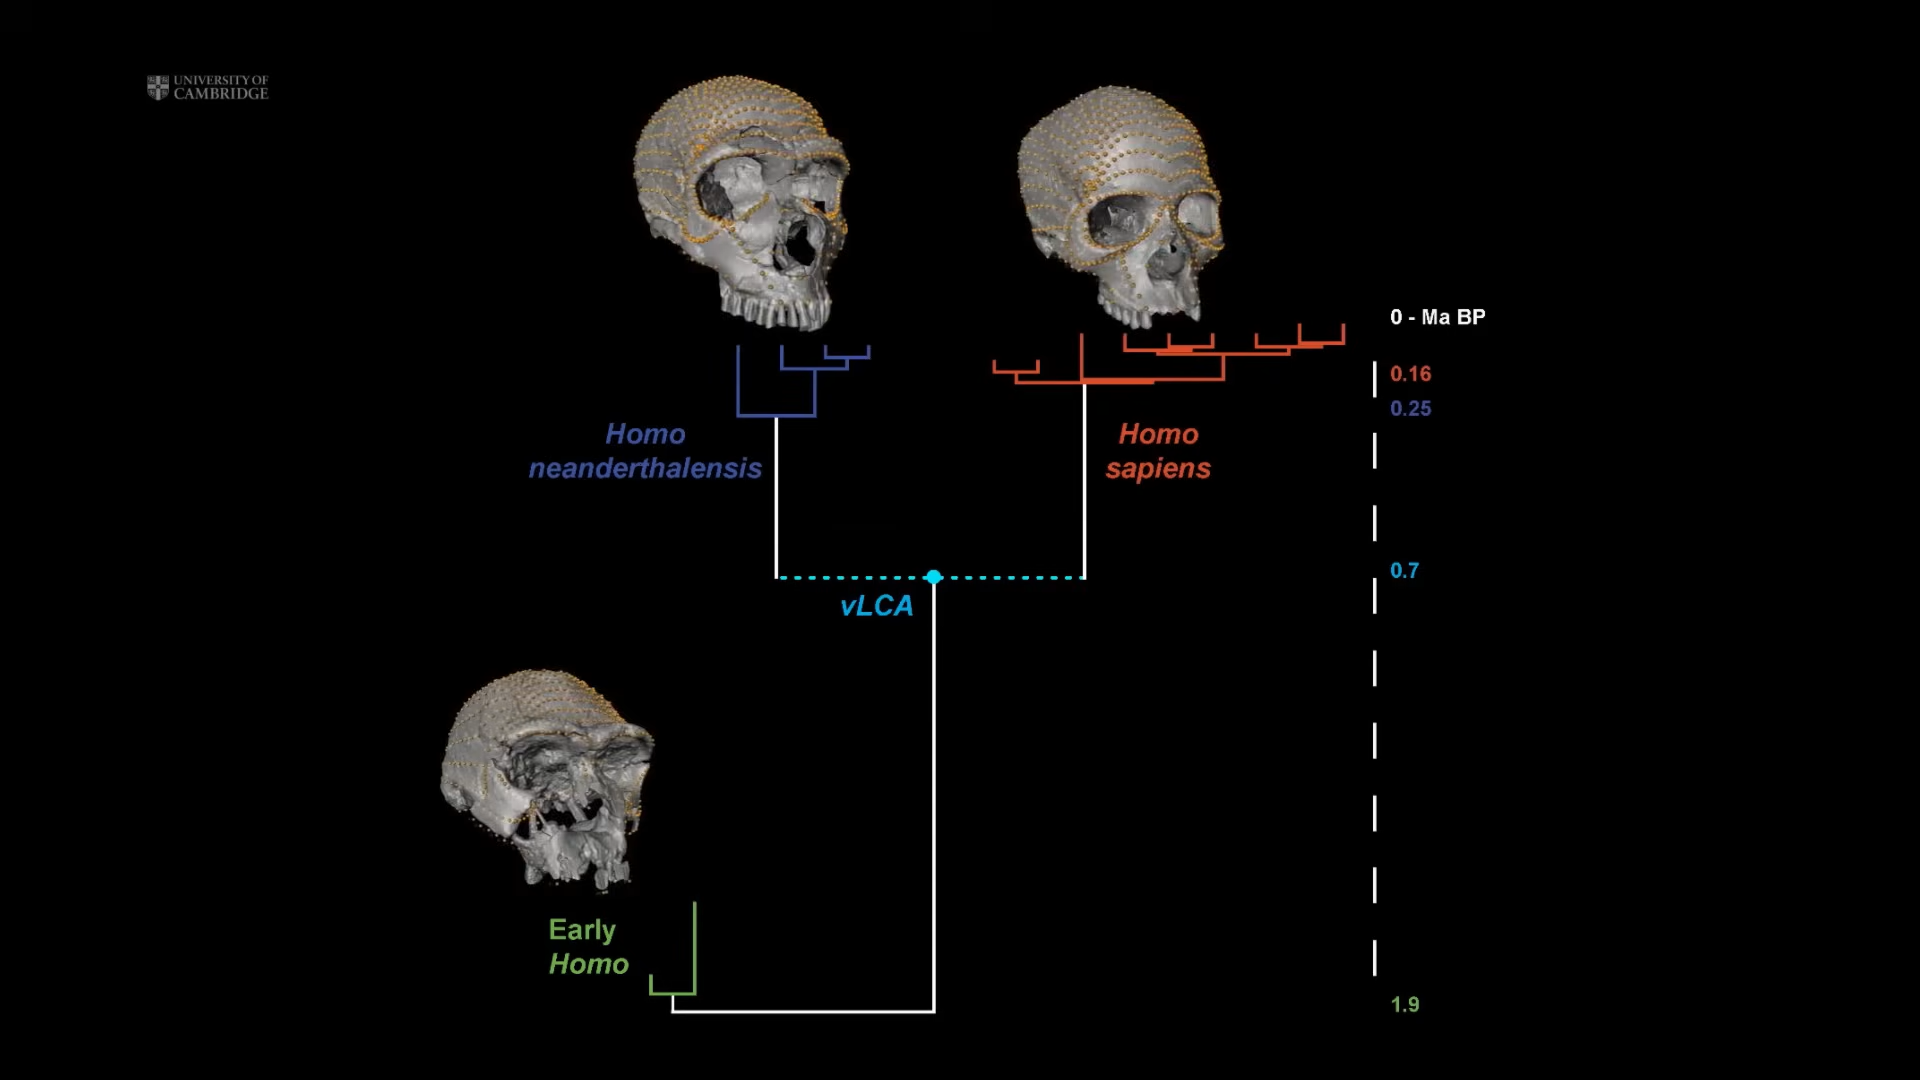 UNIVERSITY OF
CAMBRIDGE
0 - Ma BP
0.16
0.25
Homo
neanderthalensis
Homo
sapiens
0.7
vLCA
Early
Homo
1.9